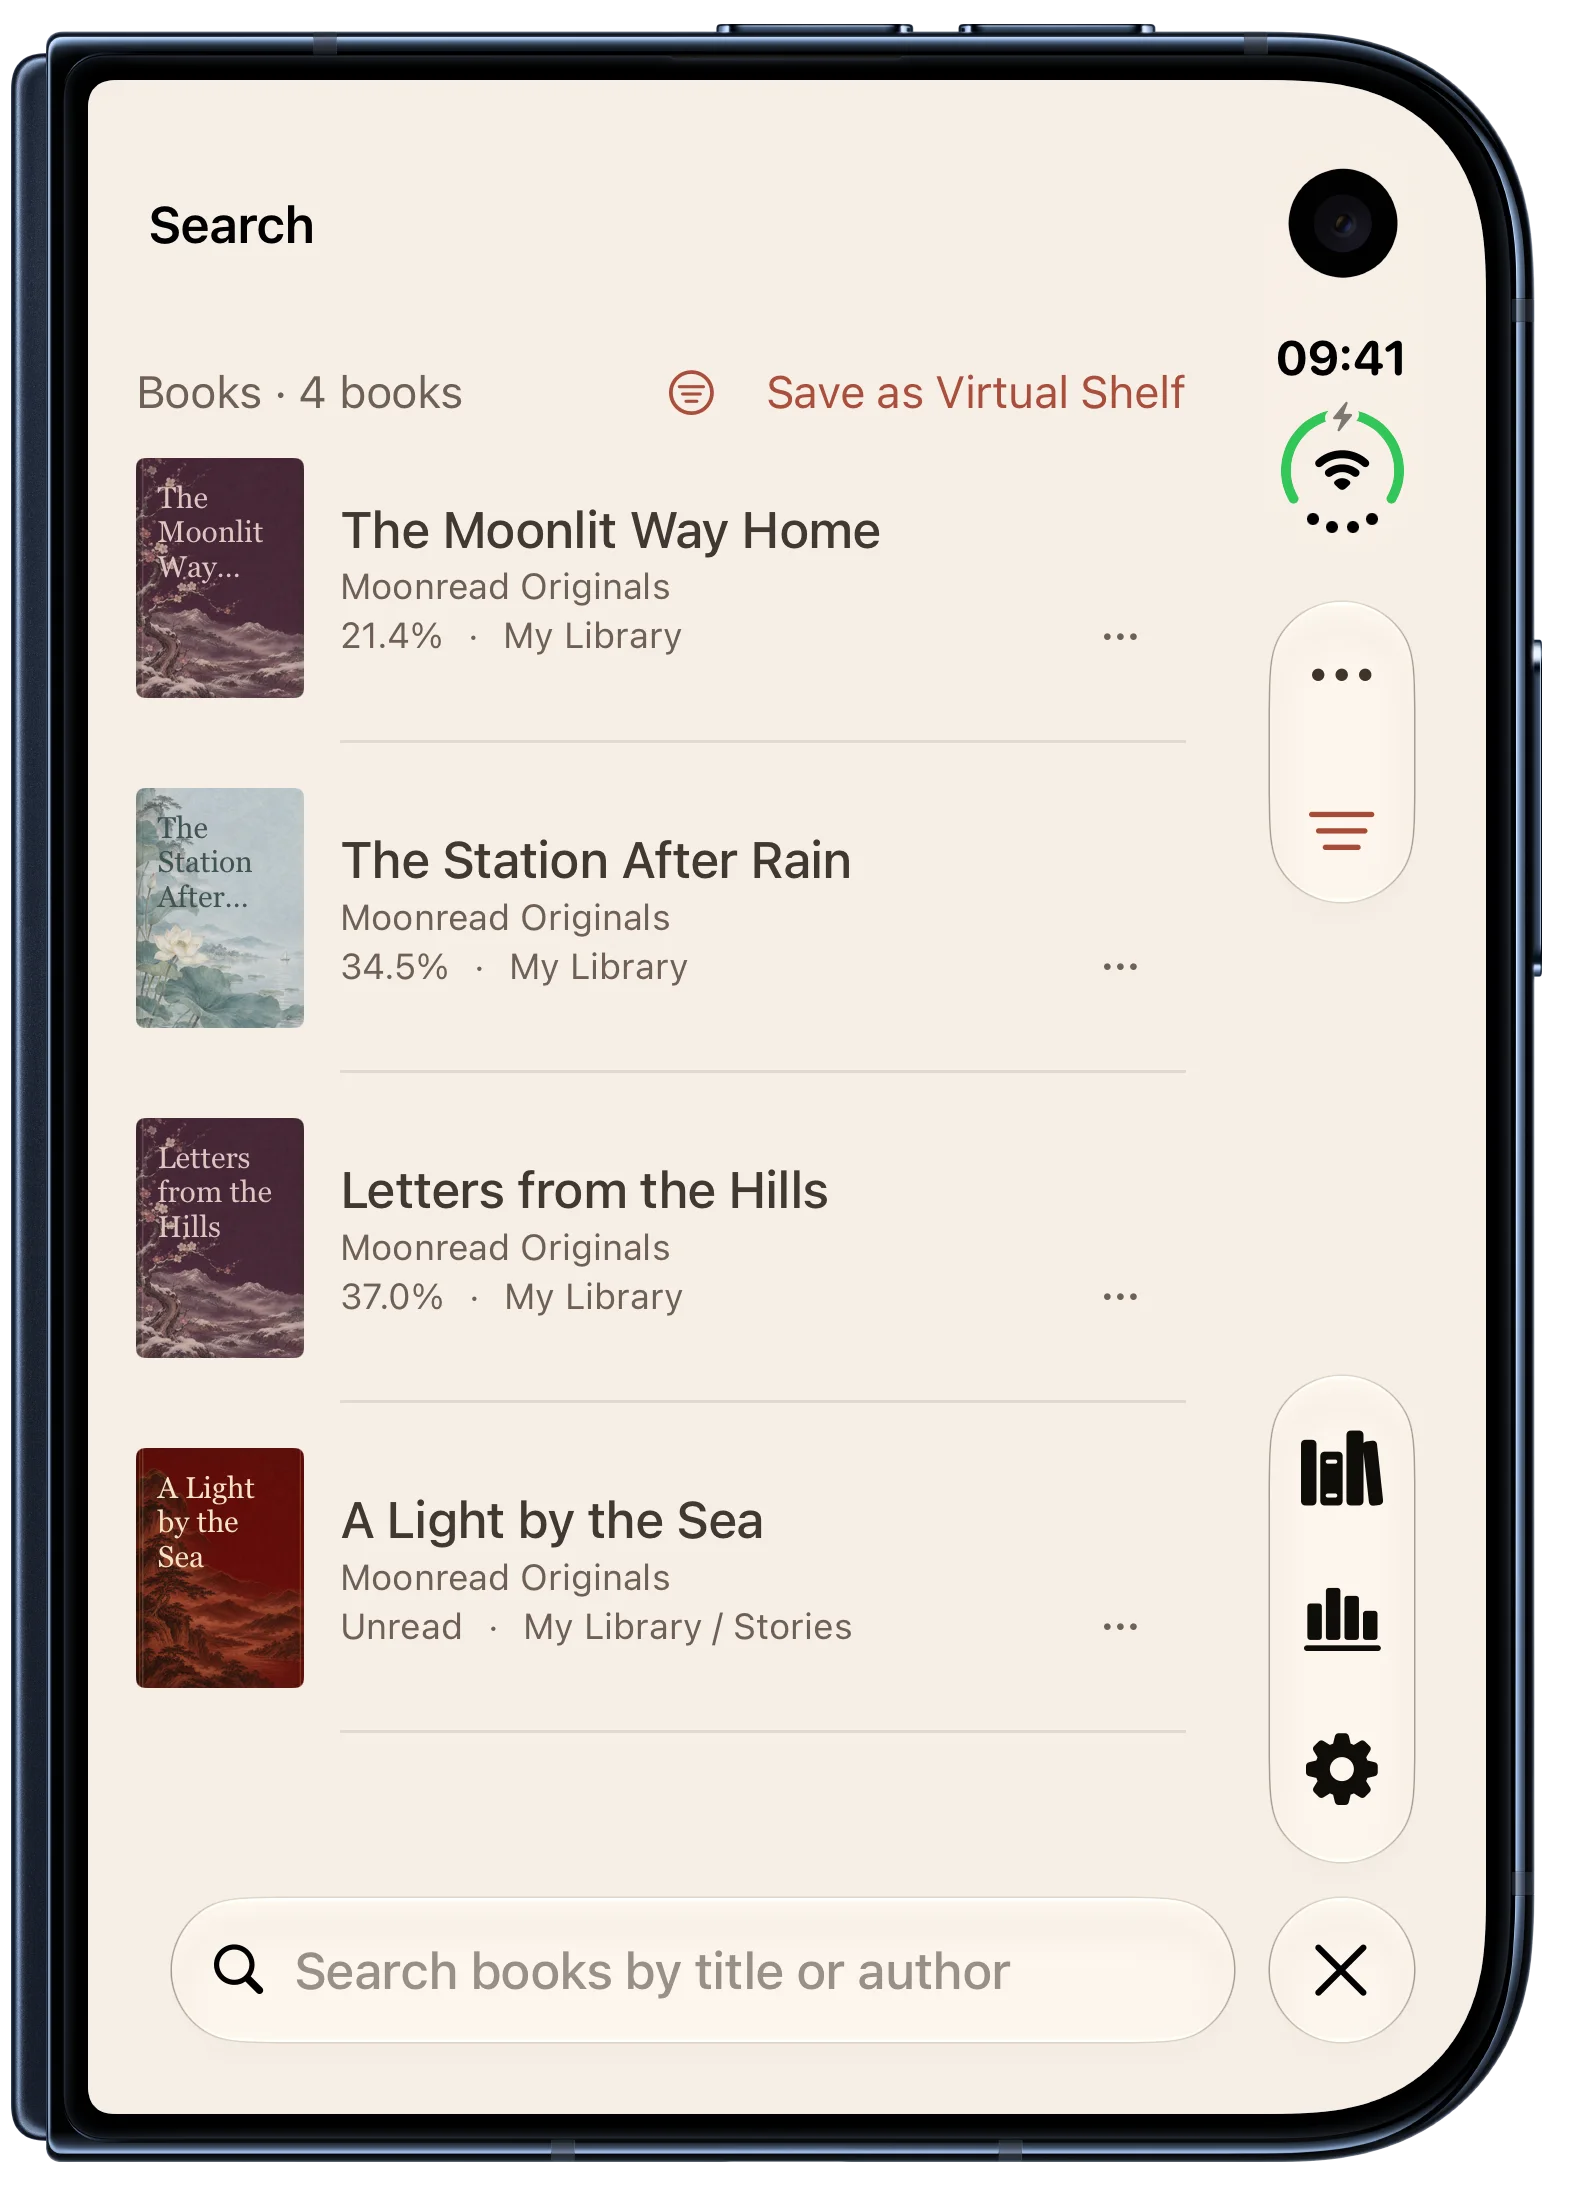 Search
09:41
Books · 4 books
Save as Virtual Shelf
The
Moonlit
Way...
The Moonlit Way Home
Moonread Originals
21.4% · My Library
The
Station
After...
The Station After Rain
Moonread Originals
34.5% · My Library
Letters
from the
Hills
Letters from the Hills
Moonread Originals
37.0% · My Library
A Light
by the
Sea
A Light by the Sea
Moonread Originals
Unread · My Library / Stories
Search books by title or author